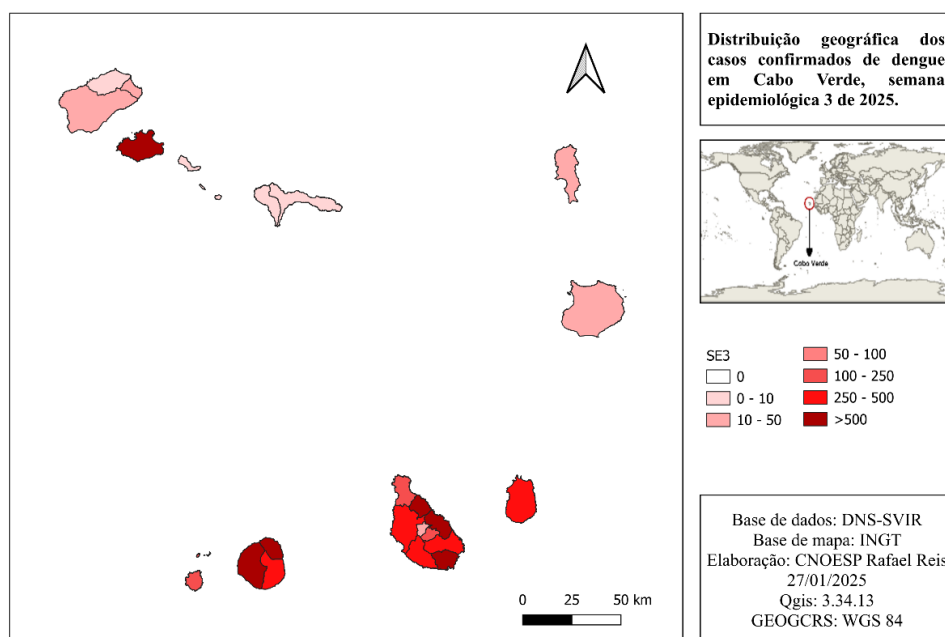 Distribuição geográfica dos
casos confirmados de dengue
em Cabo Verde, semana
epidemiológica 3 de 2025.
Cabo Verde
SE3
0
0 - 10
10 - 50
50 - 100
100 - 250
250 - 500
>500
0 25 50 km
Base de dados: DNS-SVIR
Base de mapa: INGT
Elaboração: CNOESP Rafael Reis
27/01/2025
Qgis: 3.34.13
GEOGCRS: WGS 84